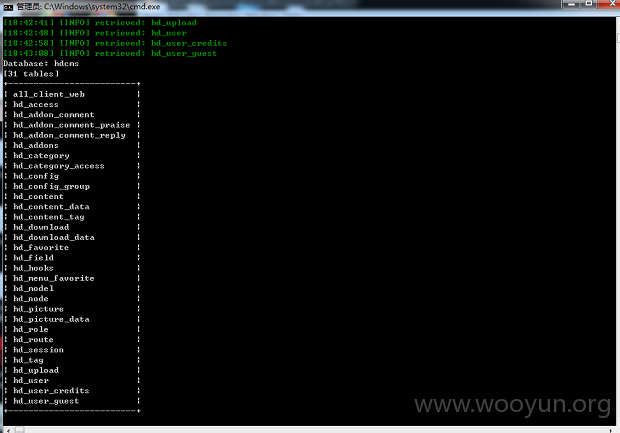 管理员: C:\Windows\system32\cmd.exe
[18:42:41] [INFO] retrieved: hd_upload
[18:42:48] [INFO] retrieved: hd_user
[18:42:58] [INFO] retrieved: hd_user_credits
[18:43:08] [INFO] retrieved: hd_user_guest
Database: hdcms
[31 tables]
+--------------------------+
¦ all_client_web ¦
¦ hd_access ¦
¦ hd_addon_comment ¦
¦ hd_addon_comment_praise ¦
¦ hd_addon_comment_reply ¦
¦ hd_addons ¦
¦ hd_category ¦
¦ hd_category_access ¦
¦ hd_config ¦
¦ hd_config_group ¦
¦ hd_content ¦
¦ hd_content_data ¦
¦ hd_content_tag ¦
¦ hd_download ¦
¦ hd_download_data ¦
¦ hd_favorite ¦
¦ hd_field ¦
¦ hd_hooks ¦
¦ hd_menu_favorite ¦
¦ hd_model ¦
¦ hd_node ¦
¦ hd_picture ¦
¦ hd_picture_data ¦
¦ hd_role ¦
¦ hd_route ¦
¦ hd_session ¦
¦ hd_tag ¦
¦ hd_upload ¦
¦ hd_user ¦
¦ hd_user_credits ¦
¦ hd_user_guest ¦
+--------------------------+
www.wooyun.org